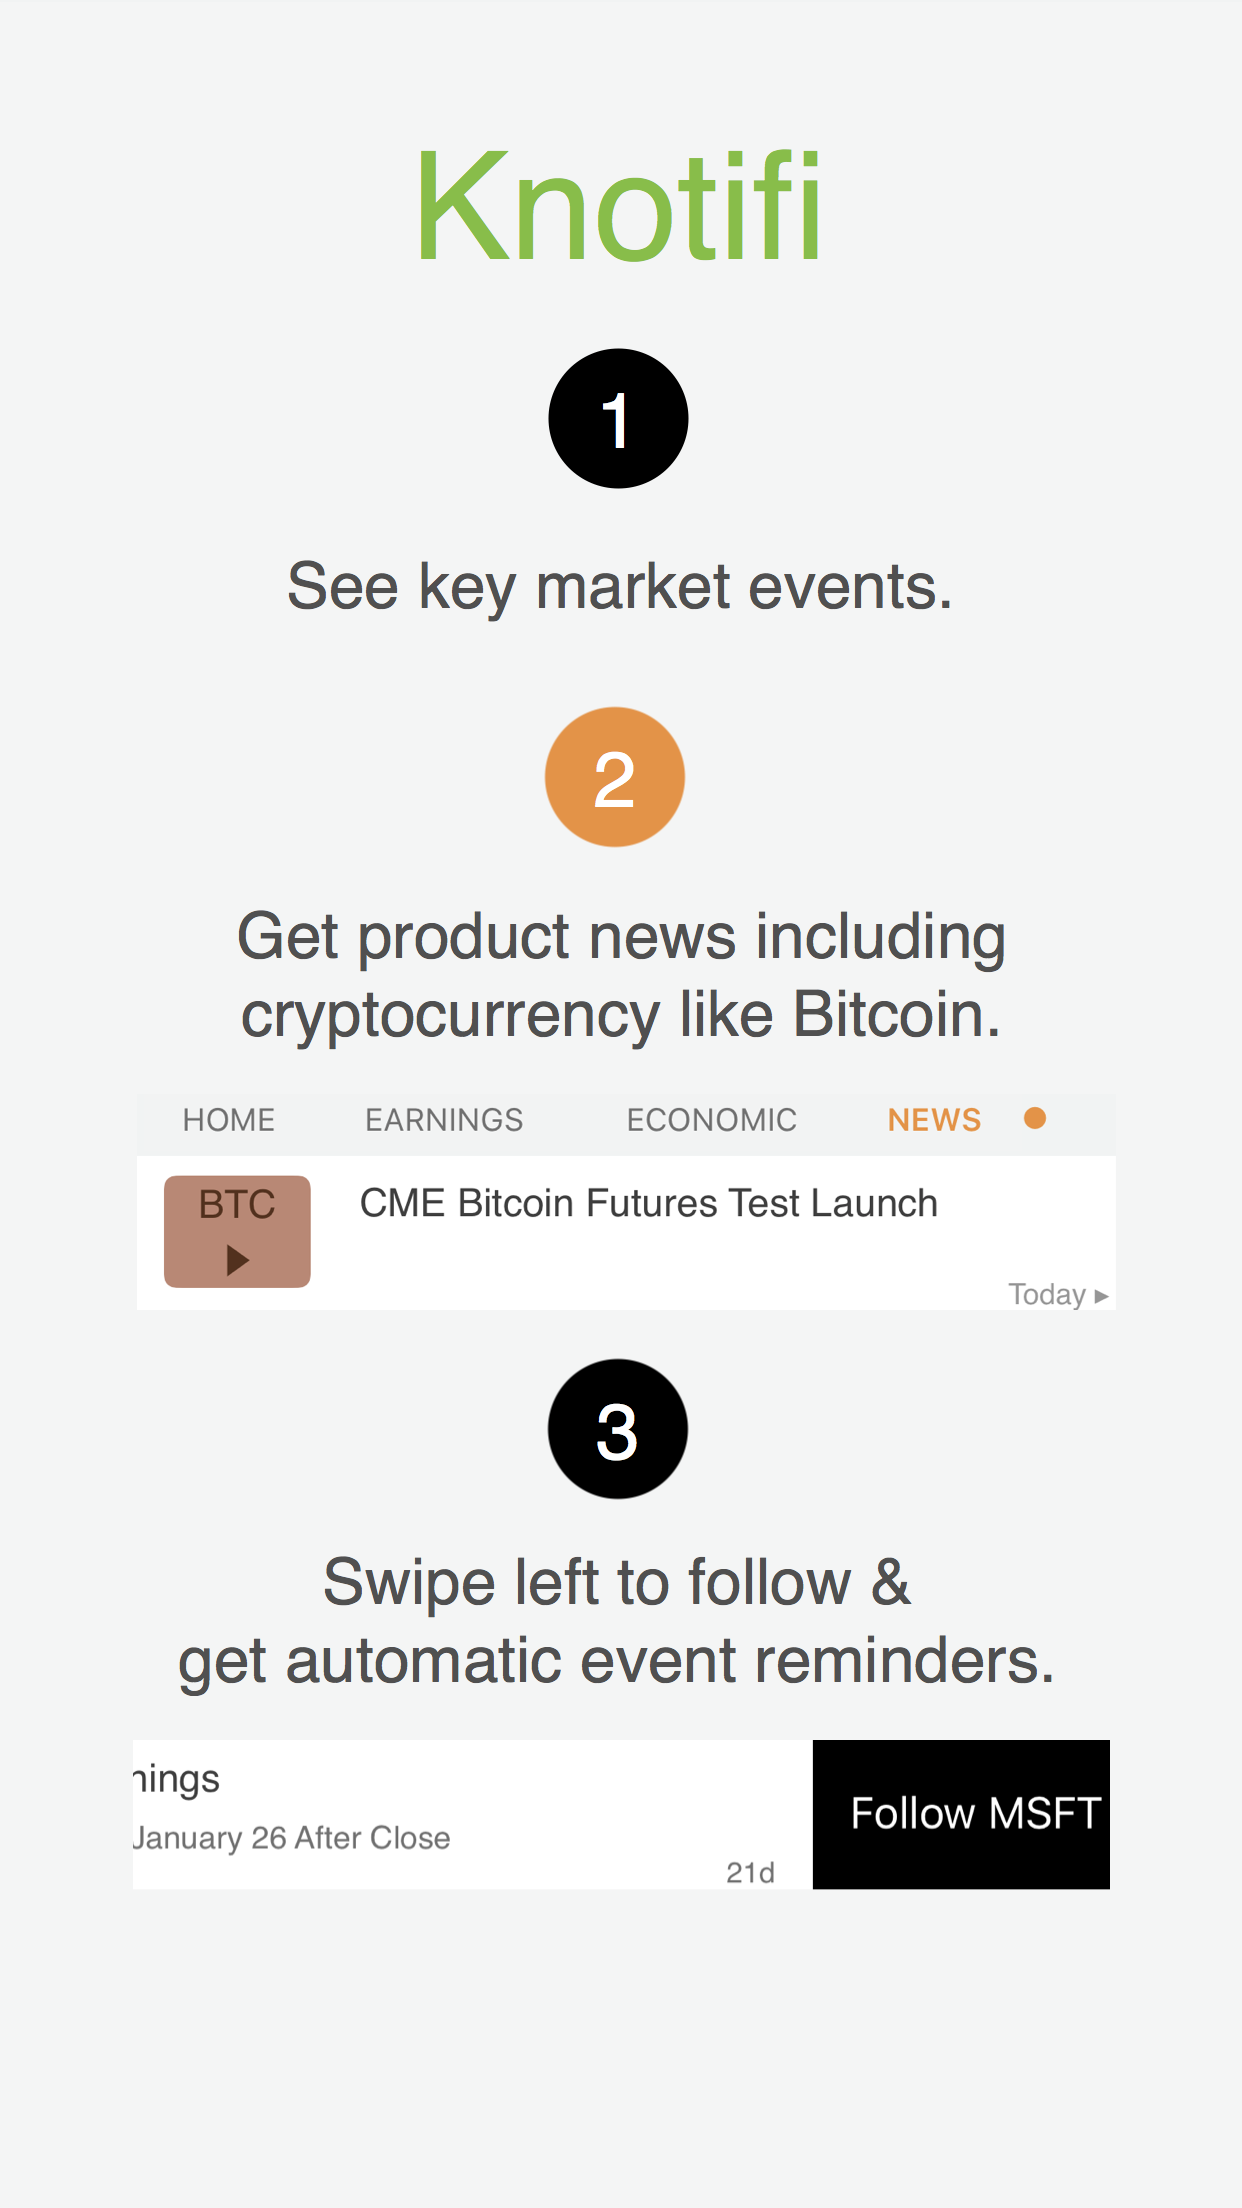 Knotifi
1
See key market events.
2
Get product news including
cryptocurrency like Bitcoin.
HOME EARNINGS ECONOMIC NEWS
BTC CME Bitcoin Futures Test Launch
Today
3
Swipe left to follow &
get automatic event reminders.
nings
January 26 After Close
21d
Follow MSFT